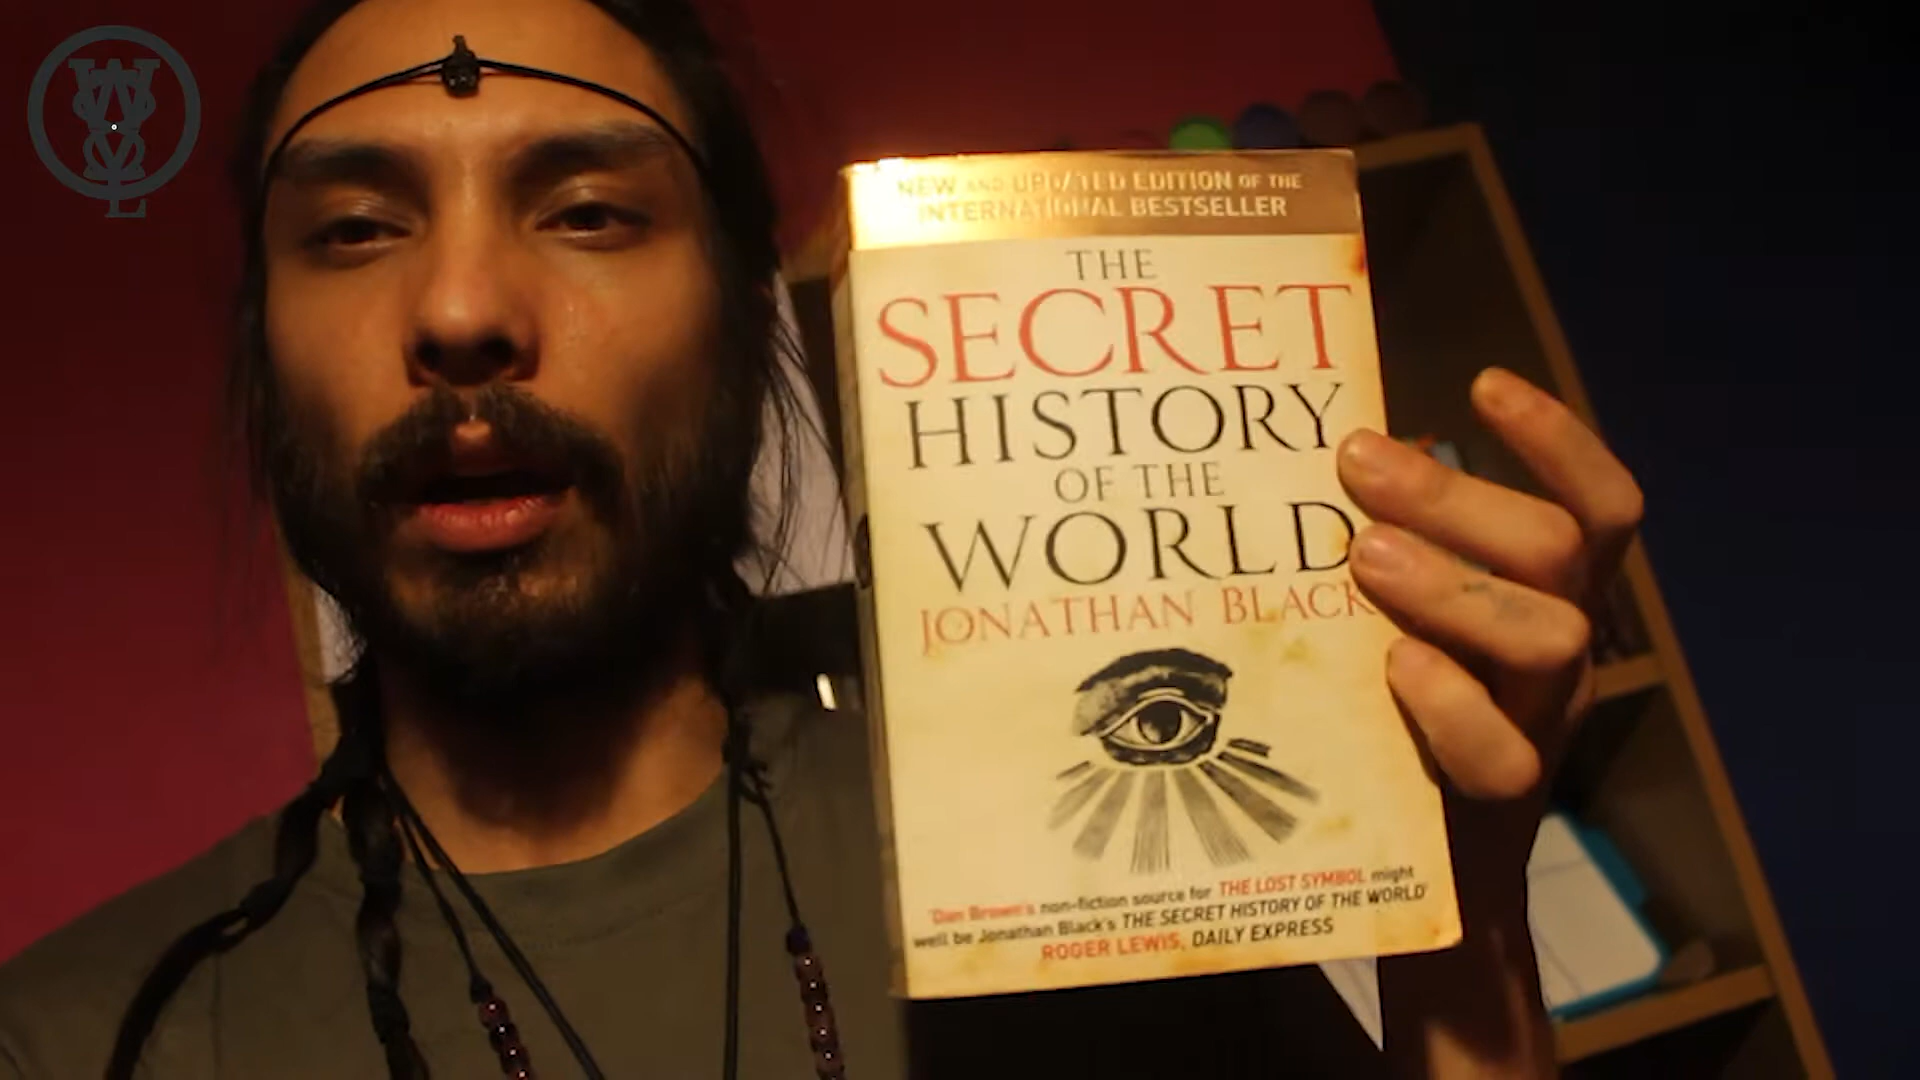 NEW AND UPDATED EDITION OF THE
INTERNATIONAL BESTSELLER
THE
SECRET
HISTORY
OF THE
WORLD
JONATHAN BLACK
'Dan Brown's non-fiction source for THE LOST SYMBOL might
well be Jonathan Black's THE SECRET HISTORY OF THE WORLD'
ROGER LEWIS, DAILY EXPRESS